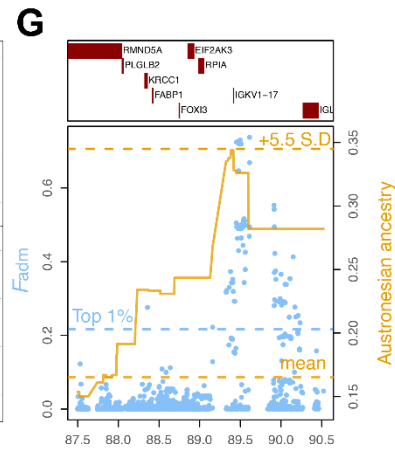 G
RMND5A
EIF2AK3
PLGLB2
RPIA
KRCC1
FABP1
IGKV1-17
FOXI3
IGL
+5.5 S.D
Top 1%
mean
Fadm
0.0
0.2
0.4
0.6
Austronesian ancestry
0.15
0.20
0.25
0.30
0.35
87.5 88.0 88.5 89.0 89.5 90.0 90.5